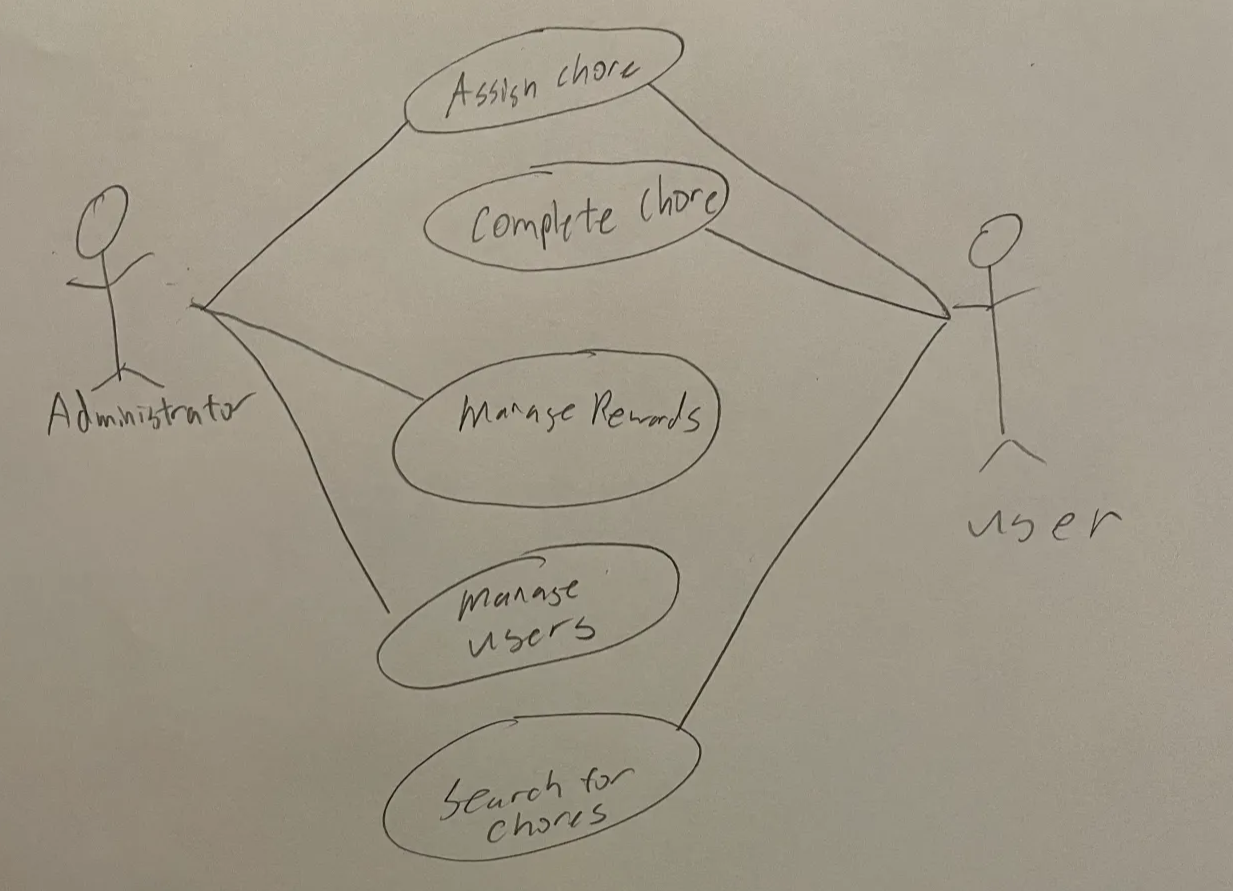 Assign chore
Complete Chore
Administrator
Manage Rewards
user
Manage
users
Search for
chores